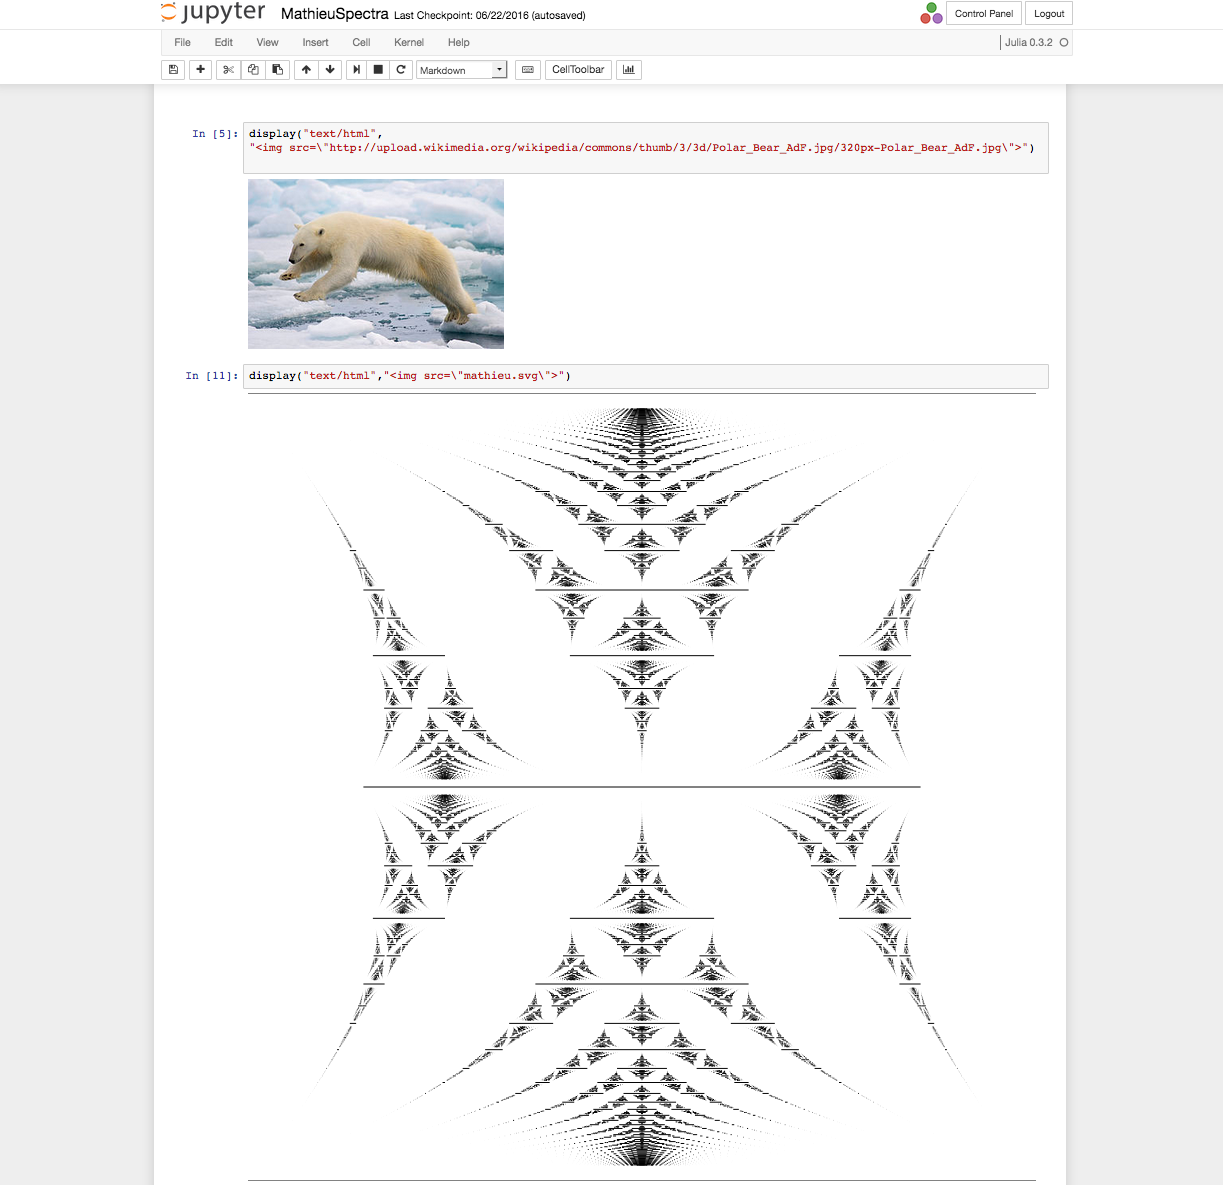 jupyter MathieuSpectra Last Checkpoint: 06/22/2016 (autosaved) Control Panel Logout
File Edit View Insert Cell Kernel Help Julia 0.3.2
Markdown CellToolbar
In [5]: display("text/html",
"<img src=\"http://upload.wikimedia.org/wikipedia/commons/thumb/3/3d/Polar_Bear_AdF.jpg/320px-Polar_Bear_AdF.jpg\">")
In [11]: display("text/html","<img src=\"mathieu.svg\">")